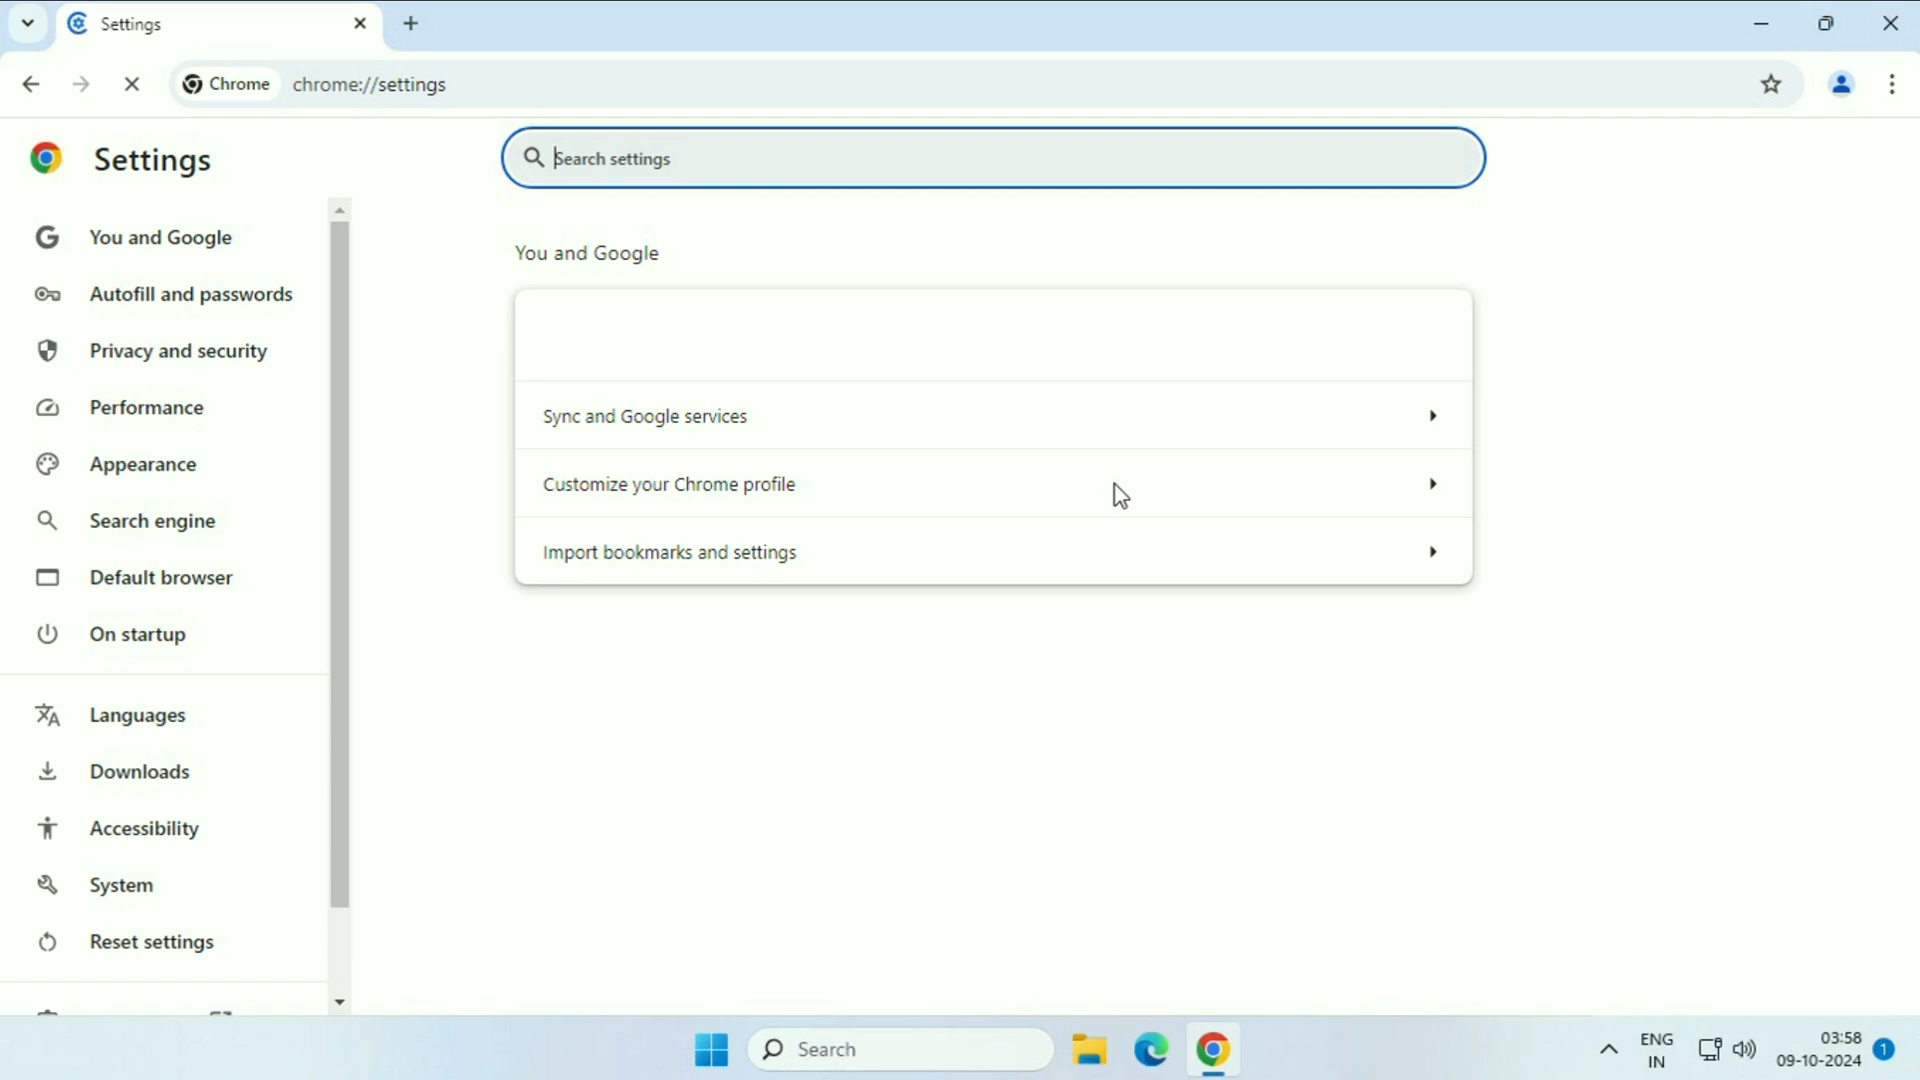 Settings
Chrome
chrome://settings
Settings
Search settings
You and Google
Autofill and passwords
Privacy and security
Performance
Appearance
Search engine
Default browser
On startup
Languages
Downloads
Accessibility
System
Reset settings
You and Google
Sync and Google services
Customize your Chrome profile
Import bookmarks and settings
Search
ENG
IN
03:58
09-10-2024
1